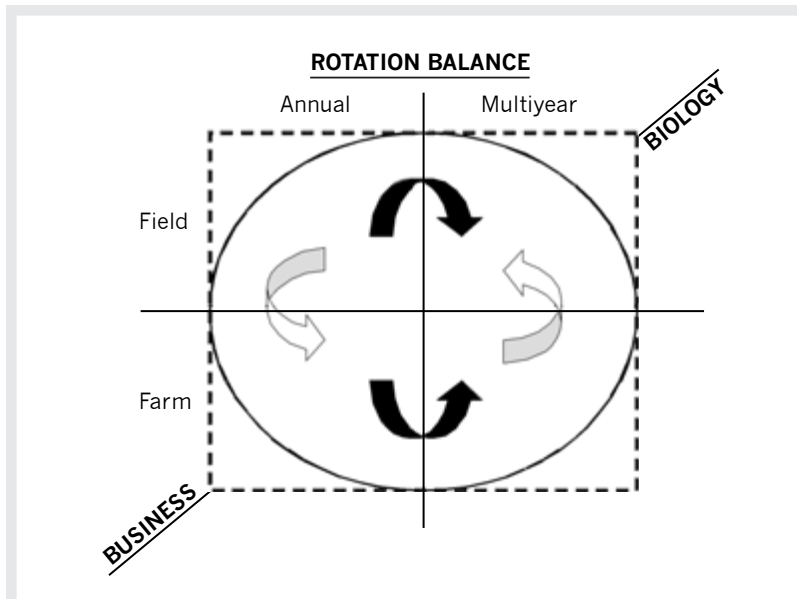 ROTATION BALANCE
Annual
Multiyear
BIOLOGY
Field
Farm
BUSINESS